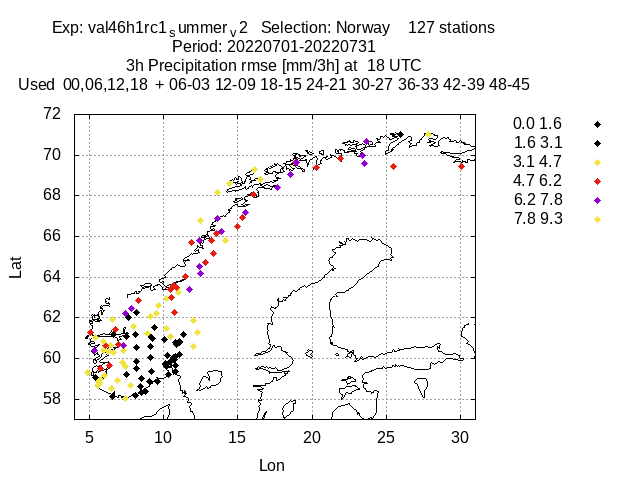 Exp: val46h1rc1summerv2 Selection: Norway 127 stations
Period: 20220701-20220731
3h Precipitation rmse [mm/3h] at 18 UTC
Used 00,06,12,18 + 06-03 12-09 18-15 24-21 30-27 36-33 42-39 48-45
72
70
68
66
64
62
60
58
Lat
5 10 15 20 25 30
Lon
0.0 1.6
1.6 3.1
3.1 4.7
4.7 6.2
6.2 7.8
7.8 9.3